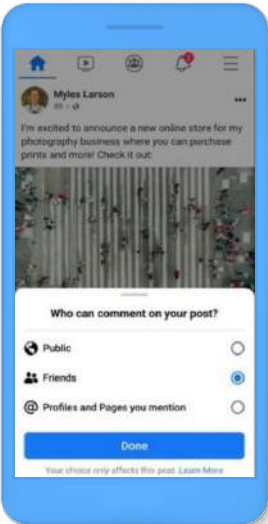 Myles Larson
I'm excited to announce a new online store for my
photography business where you can purchase
prints and more! Check it out:
Who can comment on your post?
Public
Friends
@ Profiles and Pages you mention
Done
Your choice only affects this post. Learn More